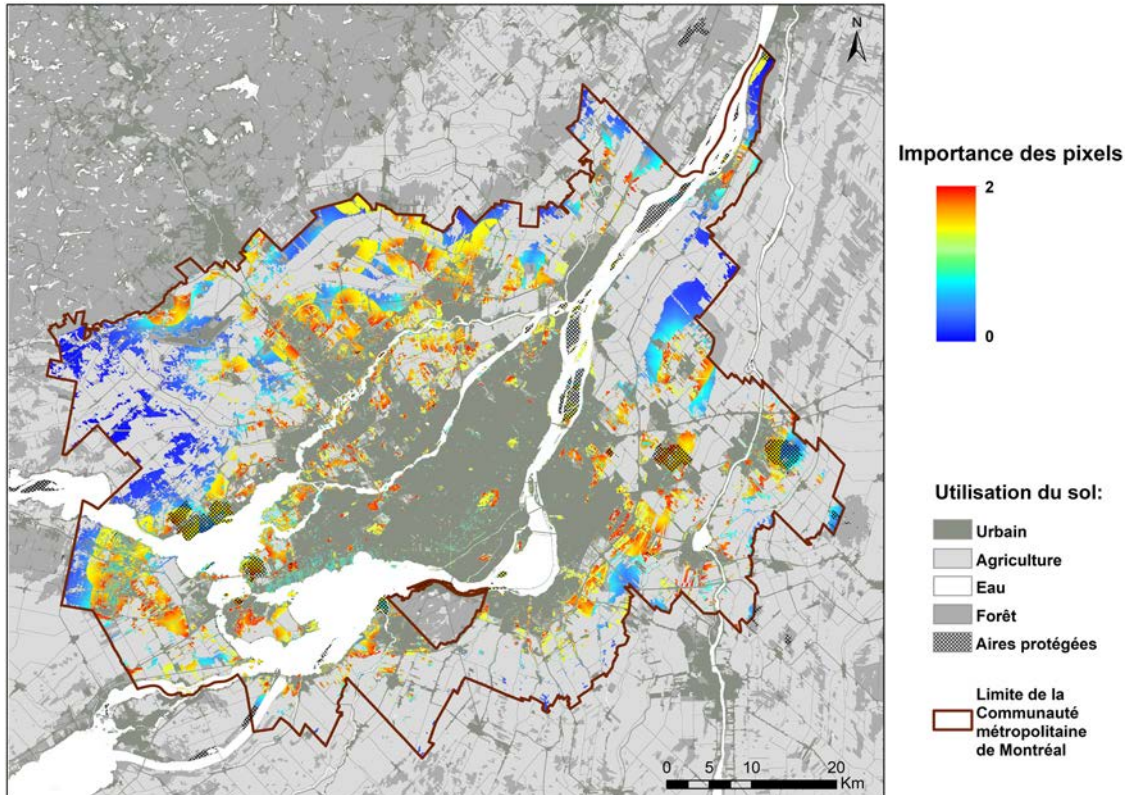 N
Importance des pixels
2
0
Utilisation du sol:
Urbain
Agriculture
Eau
Forêt
Aires protégées
Limite de la
Communauté
métropolitaine
de Montréal
0 5 10 20
Km